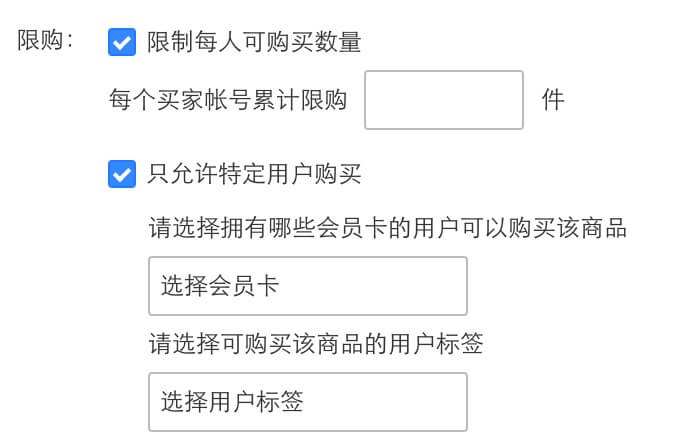 限购： 限制每人可购买数量
每个买家帐号累计限购 件
只允许特定用户购买
请选择拥有哪些会员卡的用户可以购买该商品
选择会员卡
请选择可购买该商品的用户标签
选择用户标签